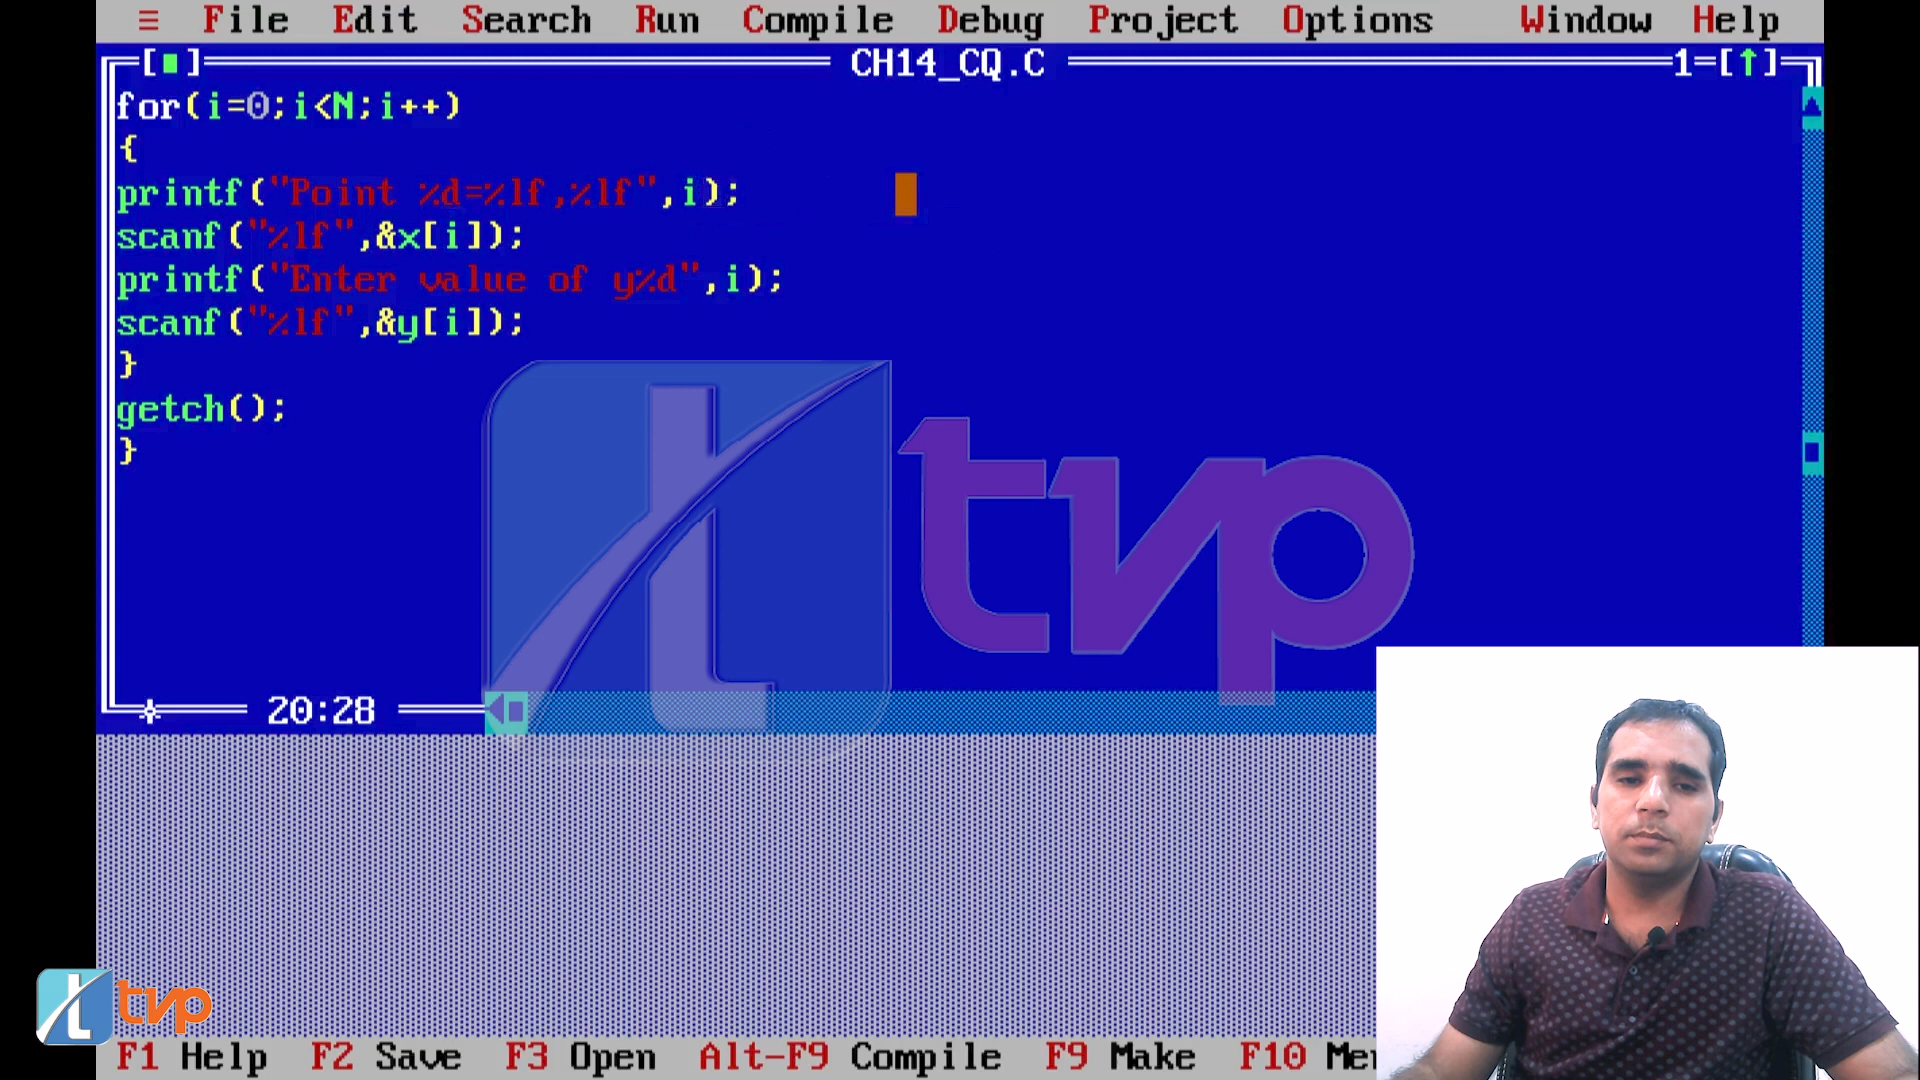 ≡ File Edit Search Run Compile Debug Project Options Window Help
[■] CH14_CQ.C 1=[↑]
for(i=0;i<N;i++)
{
printf("Point %d=%lf,%lf",i);
scanf("%lf",&x[i]);
printf("Enter value of y%d",i);
scanf("%lf",&y[i]);
}
getch();
}
tvp
20:28
tvp
F1 Help F2 Save F3 Open Alt-F9 Compile F9 Make F10